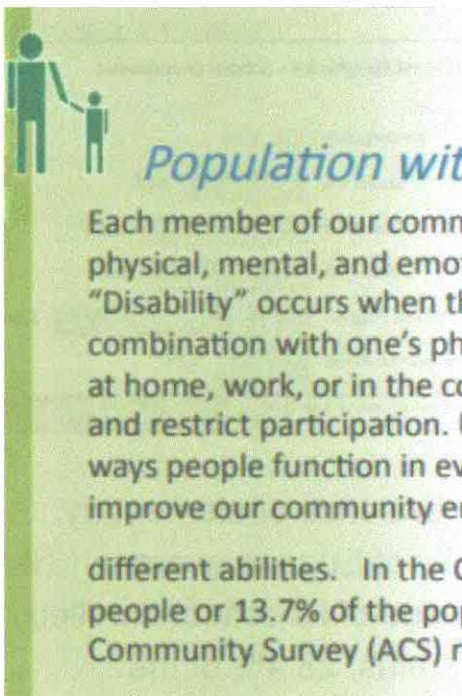 Population wit
Each member of our comm
physical, mental, and emo
"Disability" occurs when t
combination with one's ph
at home, work, or in the c
and restrict participation.
ways people function in ev
improve our community e
different abilities. In the
people or 13.7% of the pop
Community Survey (ACS) r